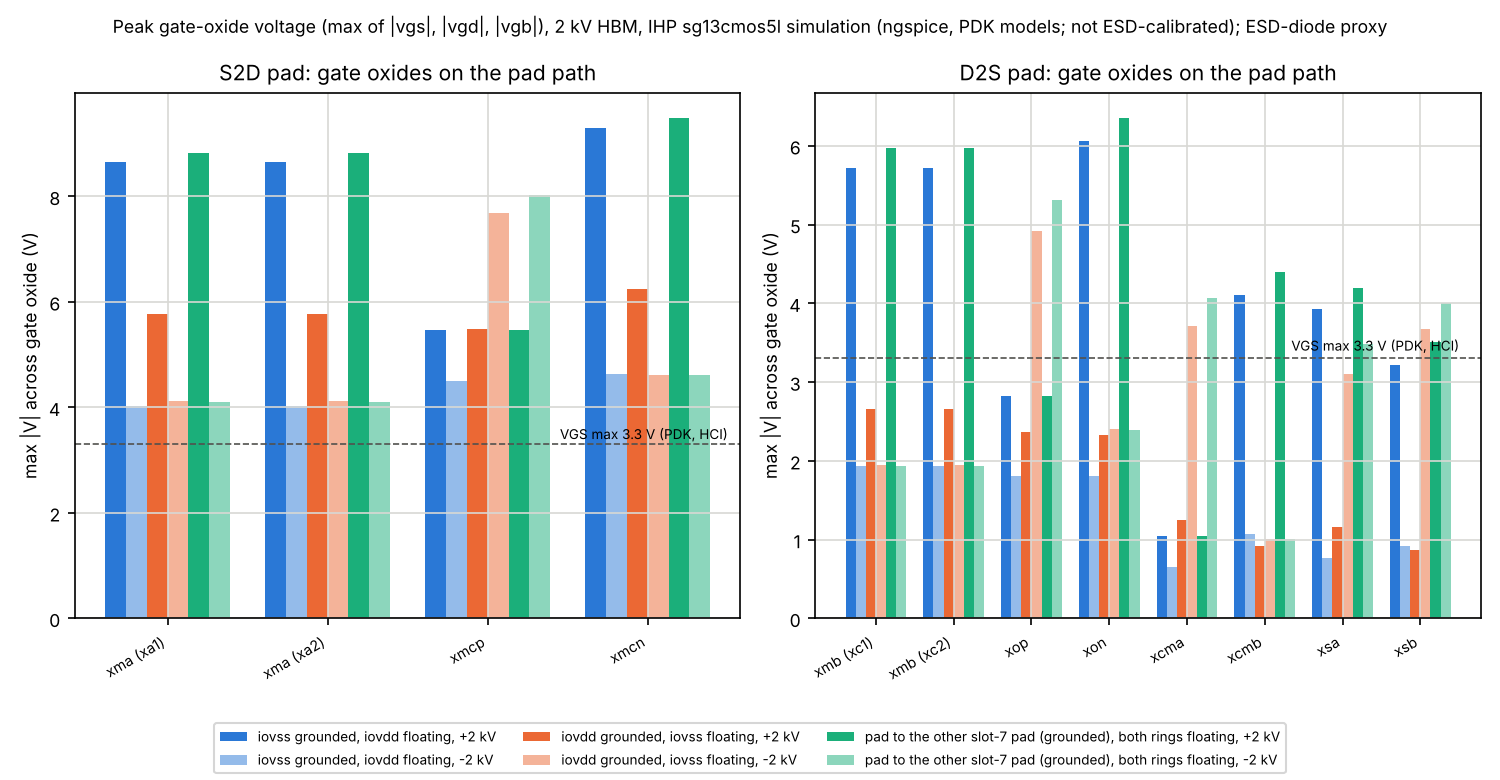 Peak gate-oxide voltage (max of |vgs|, |vgd|, |vgb|), 2 kV HBM, IHP sg13cmos5l simulation (ngspice, PDK models; not ESD-calibrated); ESD-diode proxy
S2D pad: gate oxides on the pad path
max |V| across gate oxide (V)
8
6
4
2
0
VGS max 3.3 V (PDK, HCI)
xma (xa1)
xma (xa2)
xmcp
xmcn
D2S pad: gate oxides on the pad path
max |V| across gate oxide (V)
6
5
4
3
2
1
0
VGS max 3.3 V (PDK, HCI)
xmb (xc1)
xmb (xc2)
xop
xon
xcma
xcmb
xsa
xsb
iovss grounded, iovdd floating, +2 kV
iovss grounded, iovdd floating, -2 kV
iovdd grounded, iovss floating, +2 kV
iovdd grounded, iovss floating, -2 kV
pad to the other slot-7 pad (grounded), both rings floating, +2 kV
pad to the other slot-7 pad (grounded), both rings floating, -2 kV